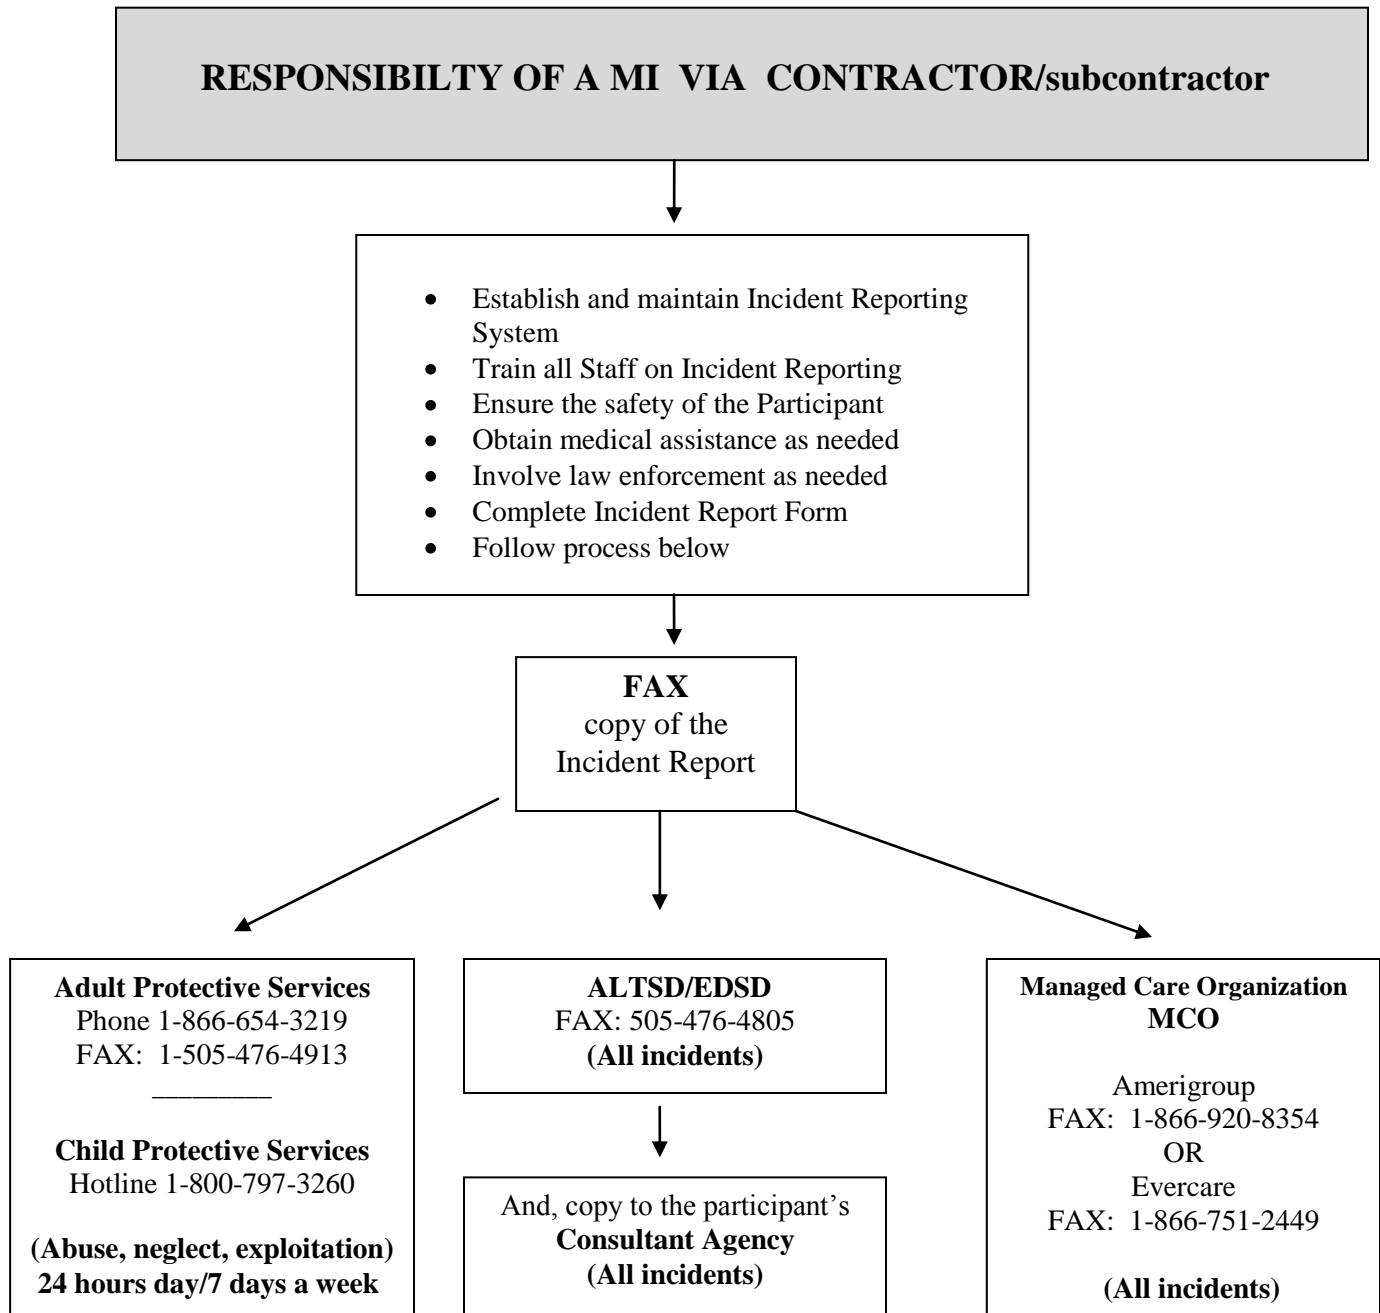 RESPONSIBILTY OF A MI VIA CONTRACTOR/subcontractor
• Establish and maintain Incident Reporting
System
• Train all Staff on Incident Reporting
• Ensure the safety of the Participant
• Obtain medical assistance as needed
• Involve law enforcement as needed
• Complete Incident Report Form
• Follow process below
FAX
copy of the
Incident Report
Adult Protective Services
Phone 1-866-654-3219
FAX: 1-505-476-4913
_________
Child Protective Services
Hotline 1-800-797-3260
(Abuse, neglect, exploitation)
24 hours day/7 days a week
ALTSD/EDSD
FAX: 505-476-4805
(All incidents)
And, copy to the participant’s
Consultant Agency
(All incidents)
Managed Care Organization
MCO
Amerigroup
FAX: 1-866-920-8354
OR
Evercare
FAX: 1-866-751-2449
(All incidents)